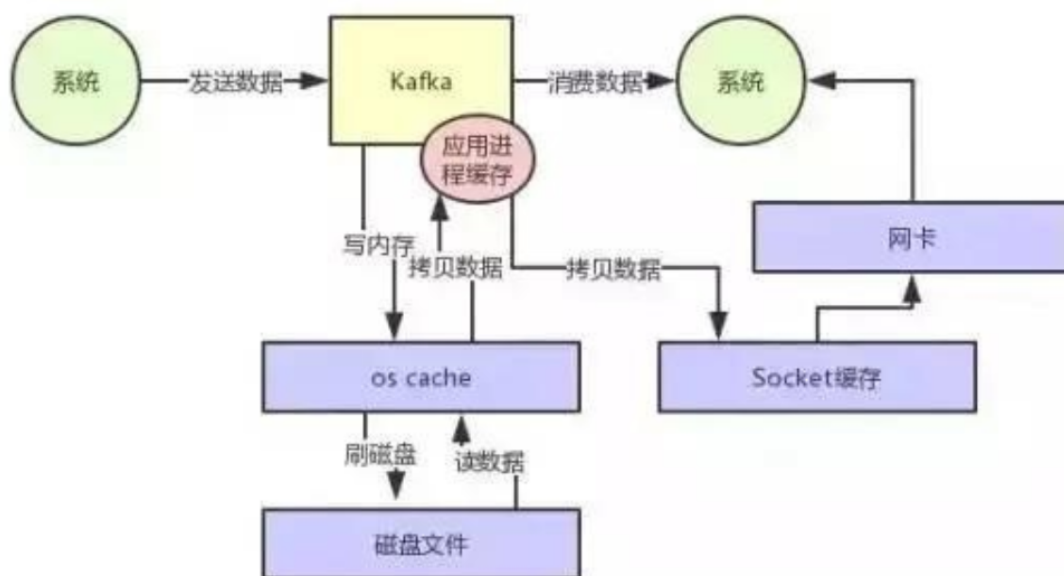 系统
发送数据
Kafka
消费数据
系统
应用进
程缓存
网卡
写内存
拷贝数据
拷贝数据
os cache
Socket缓存
刷磁盘
读数据
磁盘文件